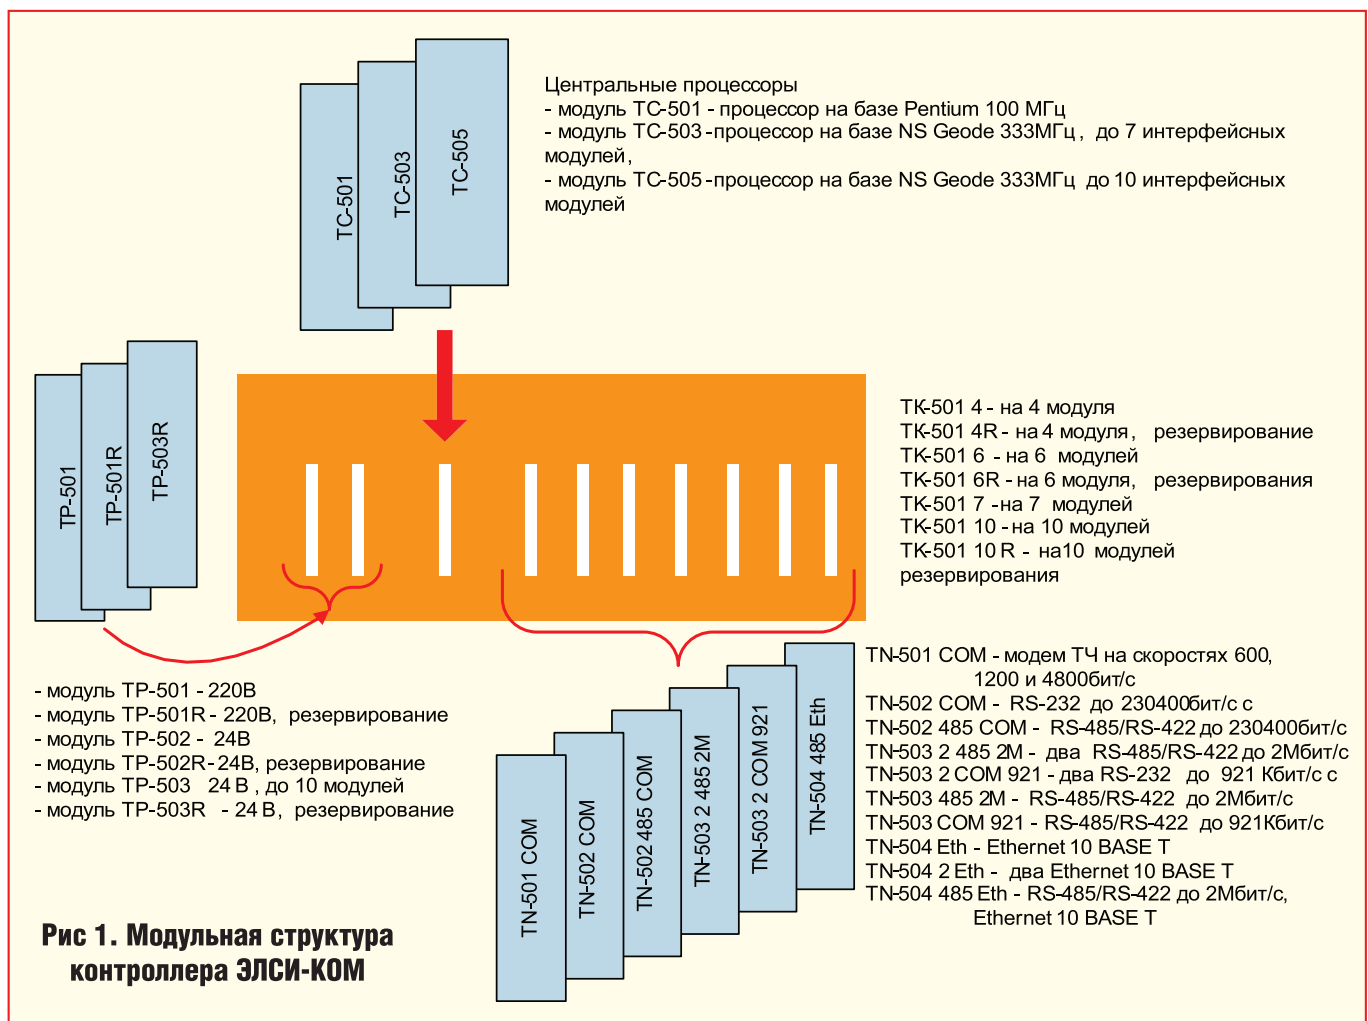 Центральные процессоры
- модуль ТС-501 - процессор на базе Pentium 100 МГц
- модуль ТС-503 -процессор на базе NS Geode 333МГц , до 7 интерфейсных
модулей ,
- модуль ТС-505 -процессор на базе NS Geode 333МГц до 10 интерфейсных
модулей
TC-501
TC-503
TC-505
TP-501
TP-501R
TP-503R
ТК-501 4 - на 4 модуля
ТК-501 4R - на 4 модуля , резервирование
ТК-501 6 - на 6 модулей
ТК-501 6R - на 6 модуля, резервирования
ТК-501 7 -на 7 модулей
ТК-501 10 -на 10 модулей
ТК-501 10 R - на10 модулей
резервирования
- модуль TP-501 - 220В
- модуль TP-501R - 220В, резервирование
- модуль TP-502 - 24В
- модуль TP-502R -24В, резервирование
- модуль TP-503 24 В , до 10 модулей
- модуль TP-503R - 24 В, резервирование
TN-501 COM
TN-502 COM
TN-502 485 COM
TN-503 2 485 2M
TN-503 2 COM 921
TN-504 485 Eth
TN-501 COM - модем ТЧ на скоростях 600,
1200 и 4800бит/с
TN-502 COM - RS-232 до 230400бит/с с
TN-502 485 COM - RS-485/RS-422 до 230400бит/с
TN-503 2 485 2M - два RS-485/RS-422 до 2Мбит/с
TN-503 2 COM 921 - два RS-232 до 921 Кбит/с с
TN-503 485 2M - RS-485/RS-422 до 2Мбит/с
TN-503 COM 921 - RS-485/RS-422 до 921Кбит/с
TN-504 Eth - Ethernet 10 BASE T
TN-504 2 Eth - два Ethernet 10 BASE T
TN-504 485 Eth - RS-485/RS-422 до 2Мбит/с,
Ethernet 10 BASE T
Рис 1. Модульная структура
контроллера ЭЛСИ-КОМ